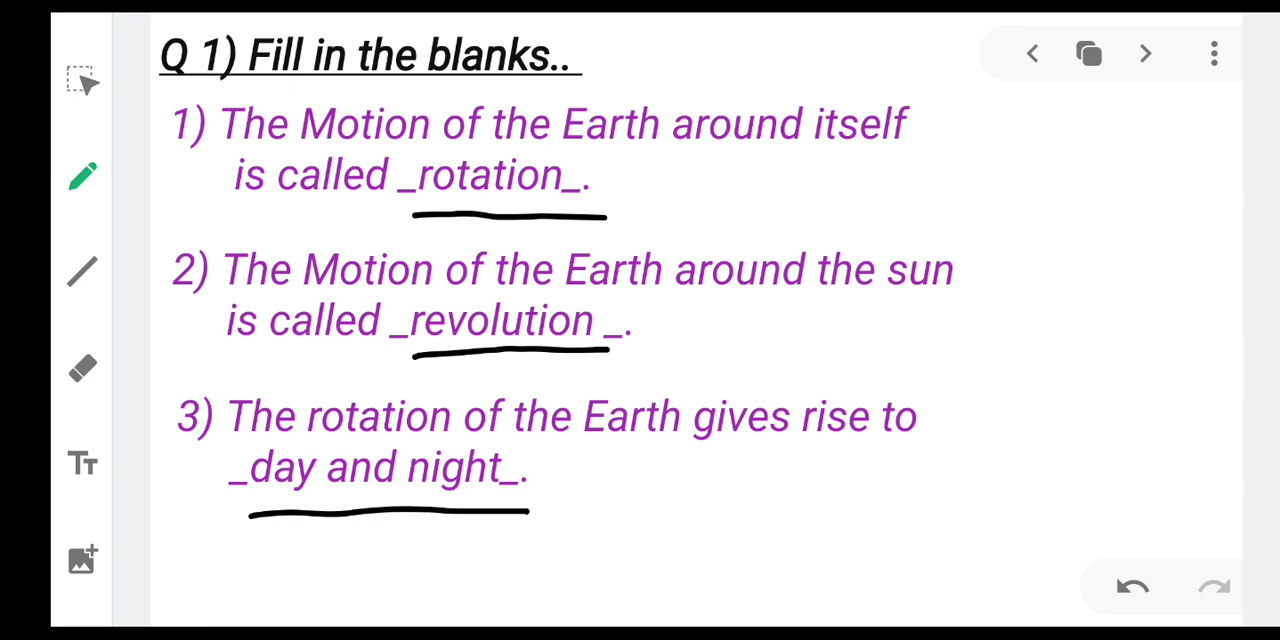 Q 1) Fill in the blanks..
1) The Motion of the Earth around itself
is called _rotation_.
2) The Motion of the Earth around the sun
is called _revolution _.
3) The rotation of the Earth gives rise to
_day and night_.
TT